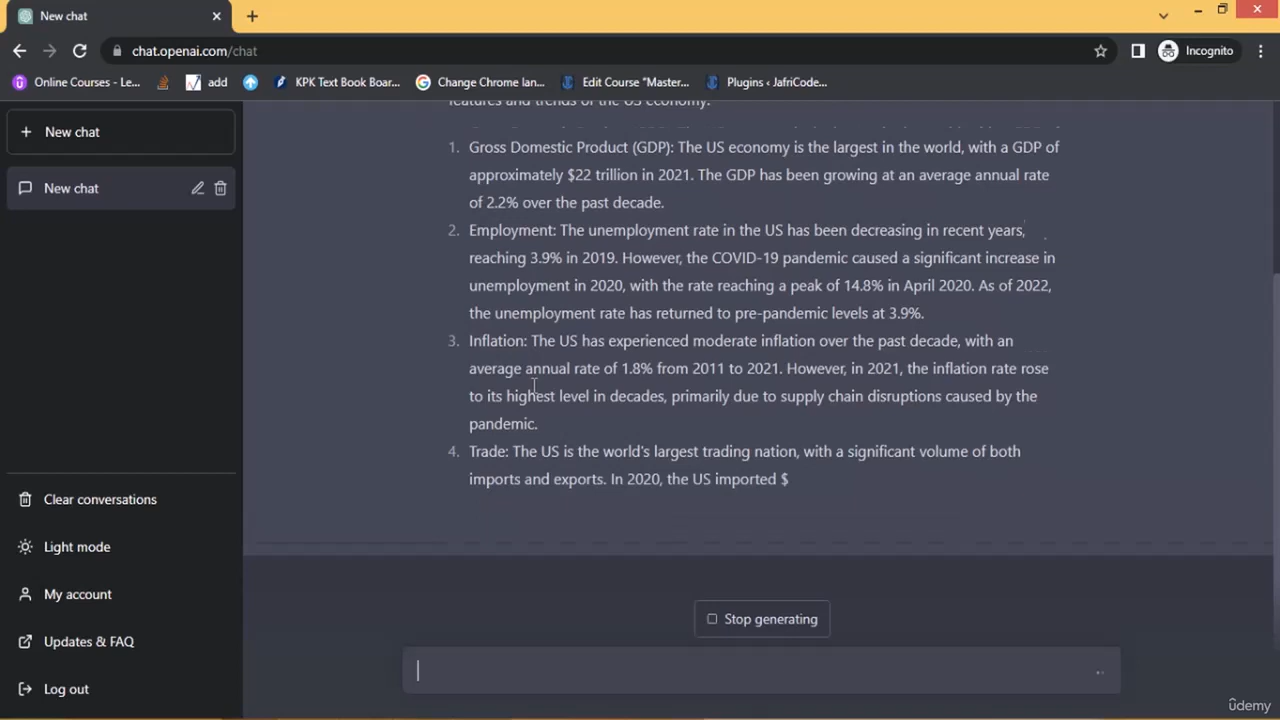 New chat
chat.openai.com/chat
Incognito
Online Courses - Le...
add
KPK Text Book Boar...
Change Chrome lan...
Edit Course "Master...
Plugins ‹ JafriCode...
New chat
New chat
Clear conversations
Light mode
My account
Updates & FAQ
Log out
features and trends of the US economy.
1. Gross Domestic Product (GDP): The US economy is the largest in the world, with a GDP of
approximately $22 trillion in 2021. The GDP has been growing at an average annual rate
of 2.2% over the past decade.
2. Employment: The unemployment rate in the US has been decreasing in recent years,
reaching 3.9% in 2019. However, the COVID-19 pandemic caused a significant increase in
unemployment in 2020, with the rate reaching a peak of 14.8% in April 2020. As of 2022,
the unemployment rate has returned to pre-pandemic levels at 3.9%.
3. Inflation: The US has experienced moderate inflation over the past decade, with an
average annual rate of 1.8% from 2011 to 2021. However, in 2021, the inflation rate rose
to its highest level in decades, primarily due to supply chain disruptions caused by the
pandemic.
4. Trade: The US is the world's largest trading nation, with a significant volume of both
imports and exports. In 2020, the US imported $
Stop generating
ûdemy